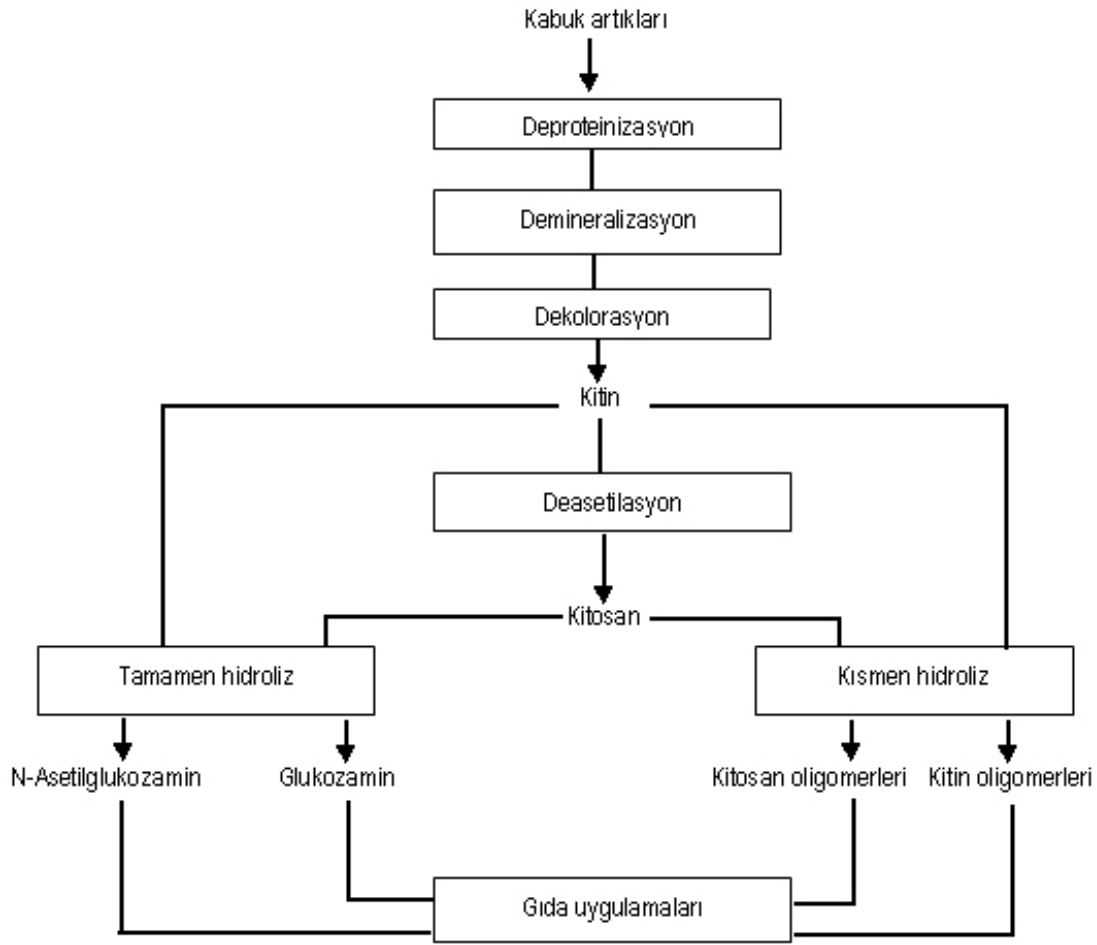 Kabuk artıkları
Deproteinizasyon
Demineralizasyon
Dekolorasyon
Kitin
Deasetilasyon
Kitosan
Tamamen hidroliz
Kısmen hidroliz
N-Asetilglukozamin
Glukozamin
Kitosan oligomerleri
Kitin oligomerleri
Gıda uygulamaları